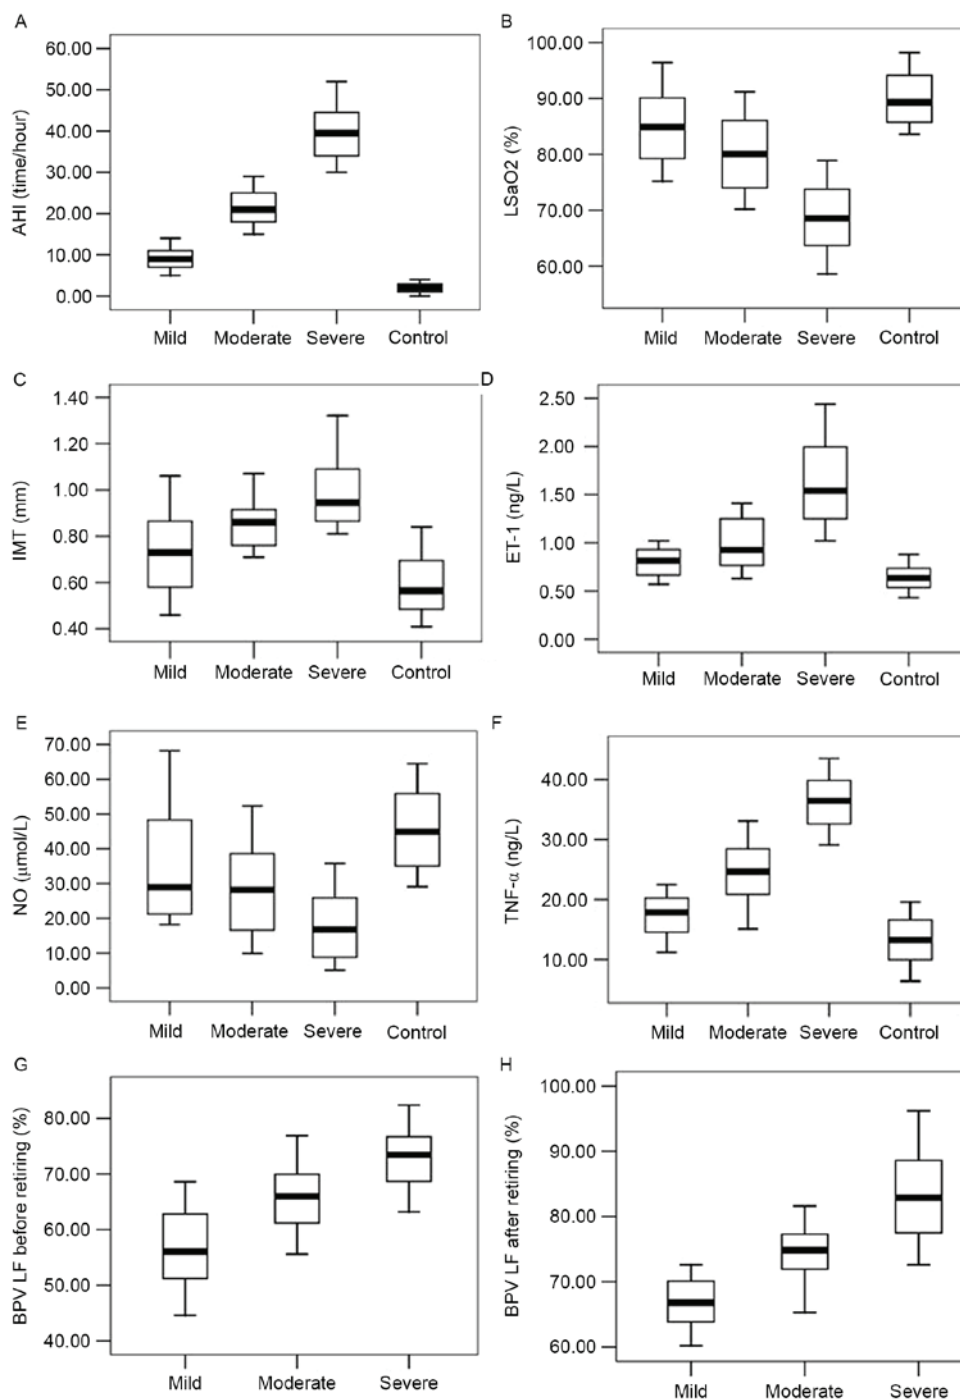 A
AHI (time/hour)
60.00
50.00
40.00
30.00
20.00
10.00
0.00
Mild Moderate Severe Control
B
LSaO2 (%)
100.00
90.00
80.00
70.00
60.00
Mild Moderate Severe Control
C
IMT (mm)
1.40
1.20
1.00
0.80
0.60
0.40
Mild Moderate Severe Control
D
ET-1 (ng/L)
2.50
2.00
1.50
1.00
0.50
0.00
Mild Moderate Severe Control
E
NO (μmol/L)
70.00
60.00
50.00
40.00
30.00
20.00
10.00
0.00
Mild Moderate Severe Control
F
TNF-α (ng/L)
40.00
30.00
20.00
10.00
Mild Moderate Severe Control
G
BPV LF before retiring (%)
80.00
70.00
60.00
50.00
40.00
Mild Moderate Severe
H
BPV LF after retiring (%)
100.00
90.00
80.00
70.00
60.00
Mild Moderate Severe